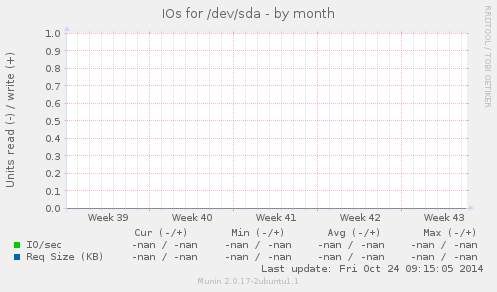 IOs for /dev/sda - by month
RRDTOOL / TOBI OETIKER
Units read (-) / write (+)
1.0
0.9
0.8
0.7
0.6
0.5
0.4
0.3
0.2
0.1
0.0
Week 39 Week 40 Week 41 Week 42 Week 43
Cur (-/+) Min (-/+) Avg (-/+) Max (-/+)
IO/sec -nan / -nan -nan / -nan -nan / -nan -nan / -nan
Req Size (KB) -nan / -nan -nan / -nan -nan / -nan -nan / -nan
Last update: Fri Oct 24 09:15:05 2014
Munin 2.0.17-2ubuntu1.1